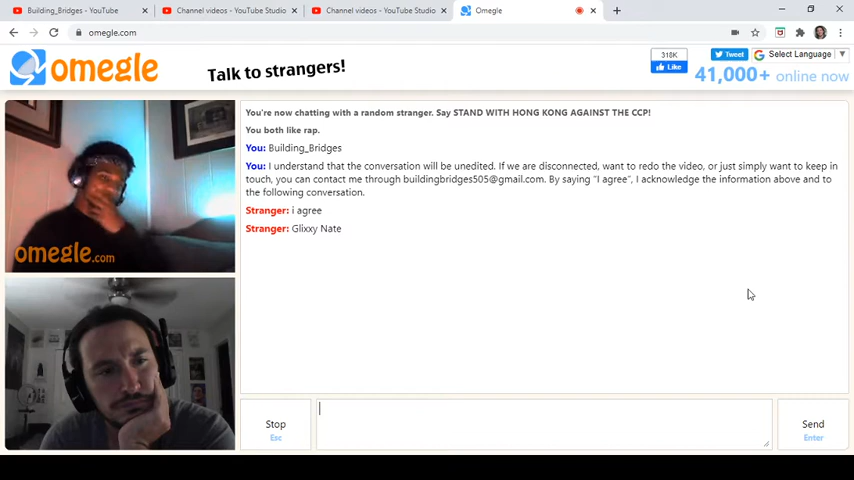 Building_Bridges - YouTube
Channel videos - YouTube Studio
Channel videos - YouTube Studio
Omegle
omegle.com
omegle
Talk to strangers!
318K
Like
Tweet
Select Language
41,000+ online now
You're now chatting with a random stranger. Say STAND WITH HONG KONG AGAINST THE CCP!
You both like rap.
You: Building_Bridges
You: I understand that the conversation will be unedited. If we are disconnected, want to redo the video, or just simply want to keep in
touch, you can contact me through buildingbridges505@gmail.com. By saying "I agree", I acknowledge the information above and to
the following conversation.
Stranger: i agree
Stranger: Glixxy Nate
omegle.com
Stop
Esc
Send
Enter